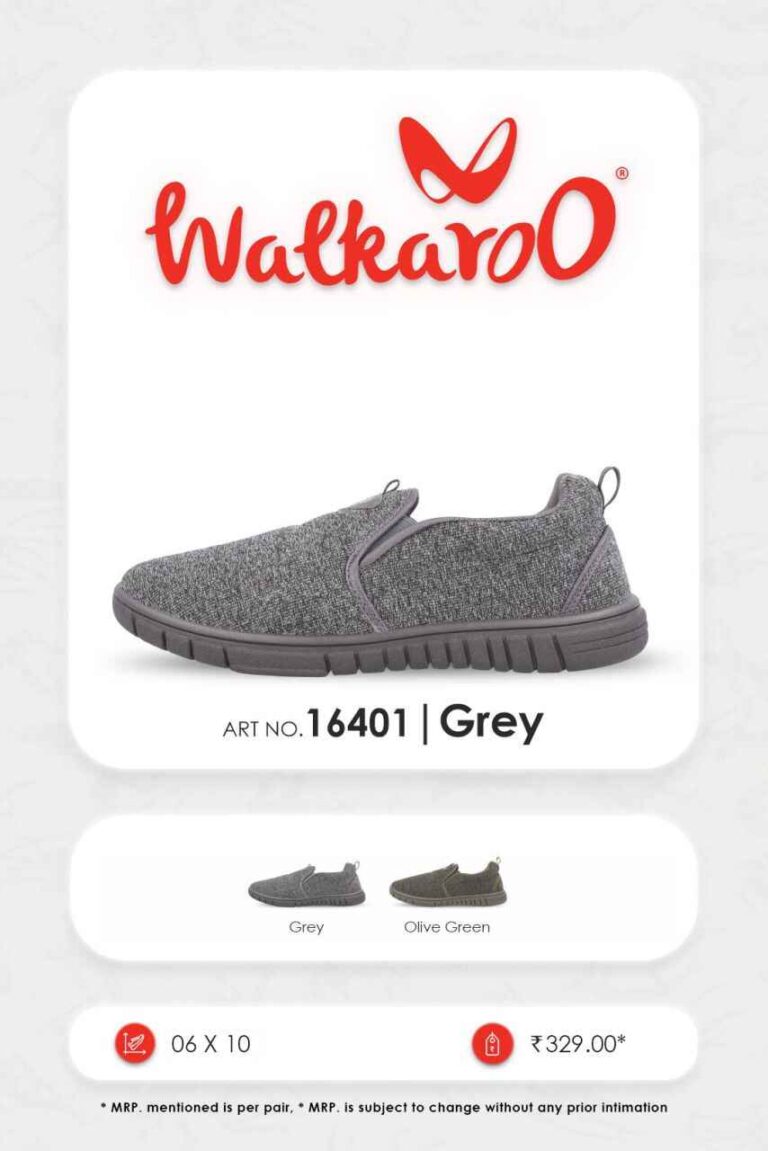 Walkaroo®
ART NO. 16401 | Grey
Grey
Olive Green
06 X 10
₹329.00*
* MRP. mentioned is per pair, * MRP. is subject to change without any prior intimation